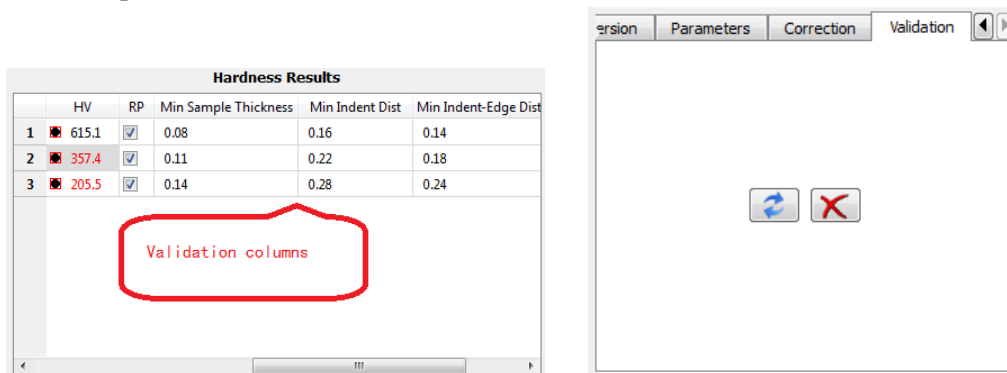 Hardness Results
HV RP Min Sample Thickness Min Indent Dist Min Indent-Edge Dist
1 615.1 0.08 0.16 0.14
2 357.4 0.11 0.22 0.18
3 205.5 0.14 0.28 0.24
Validation columns
ersion Parameters Correction Validation